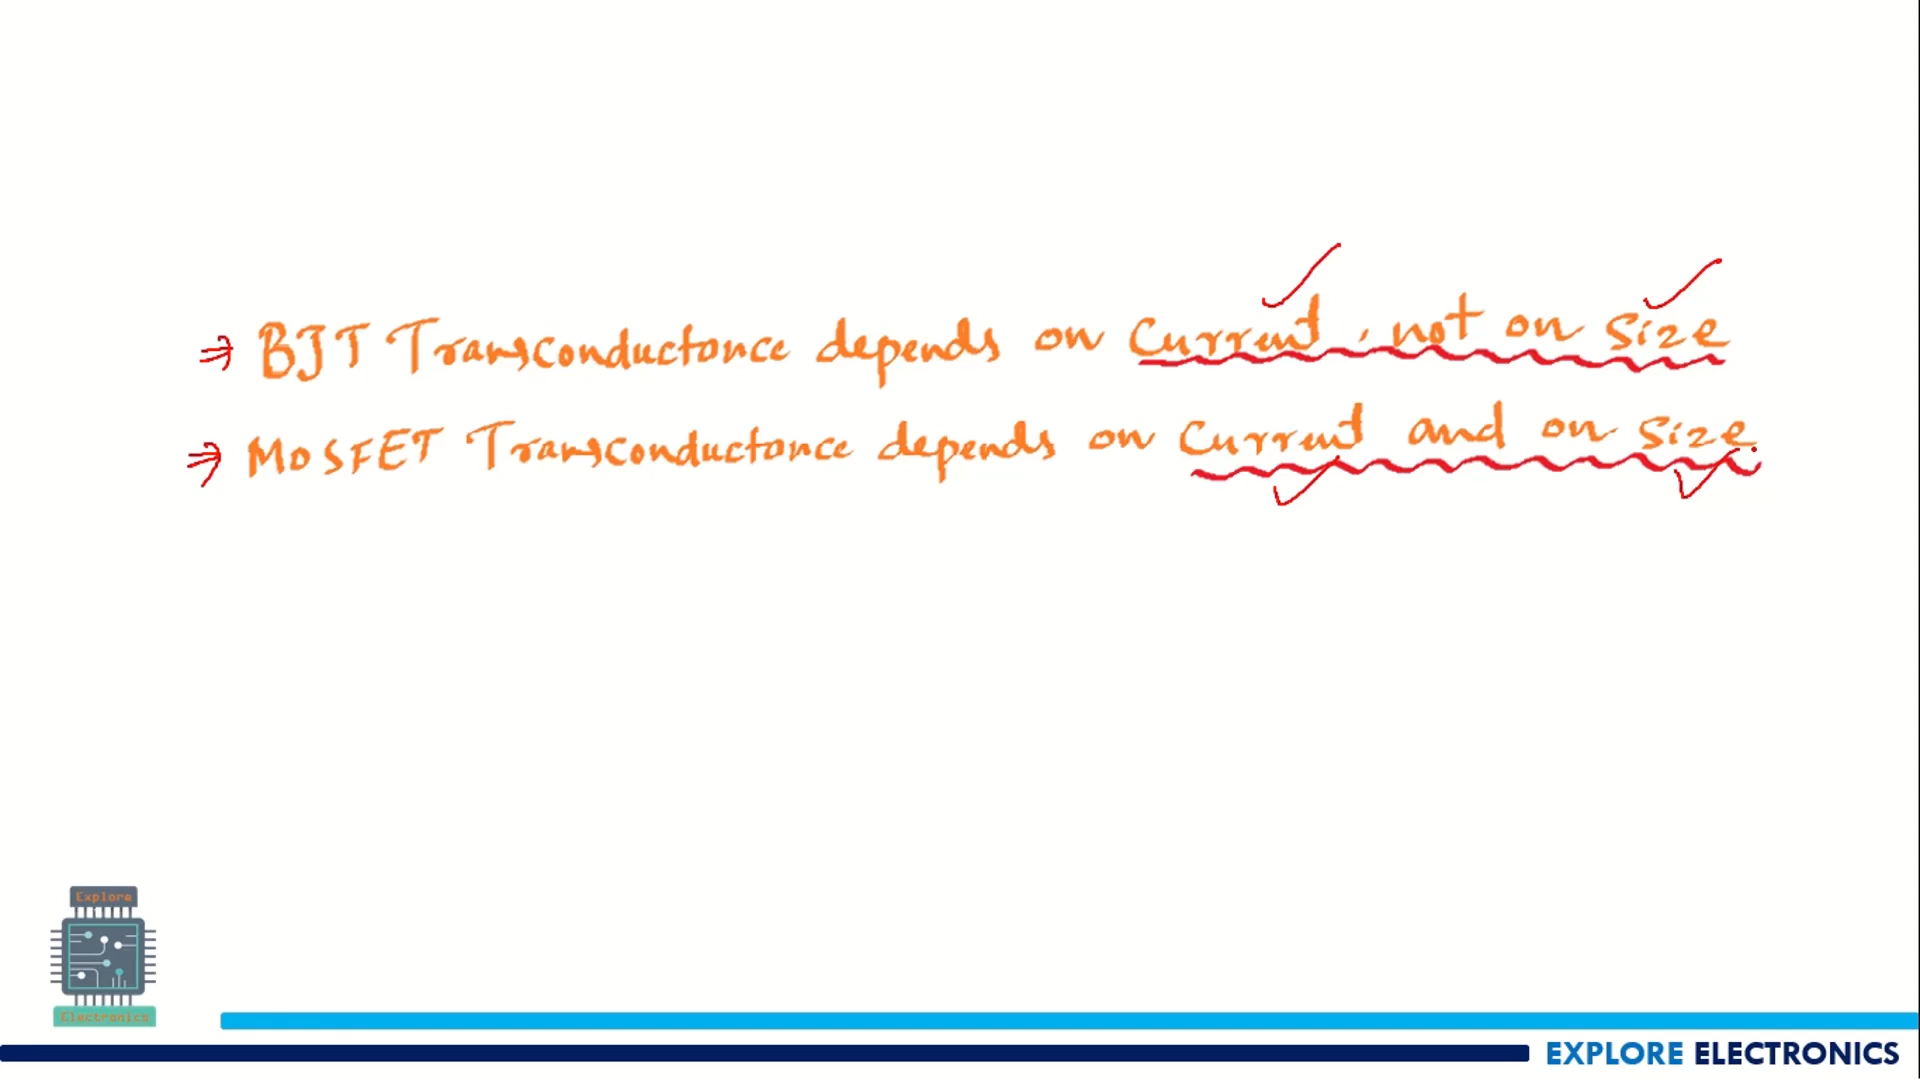 ⇒ BJT Transconductance depends on Current, not on Size
⇒ MOSFET Transconductance depends on Current and on Size.
Explore
Electronics
EXPLORE ELECTRONICS